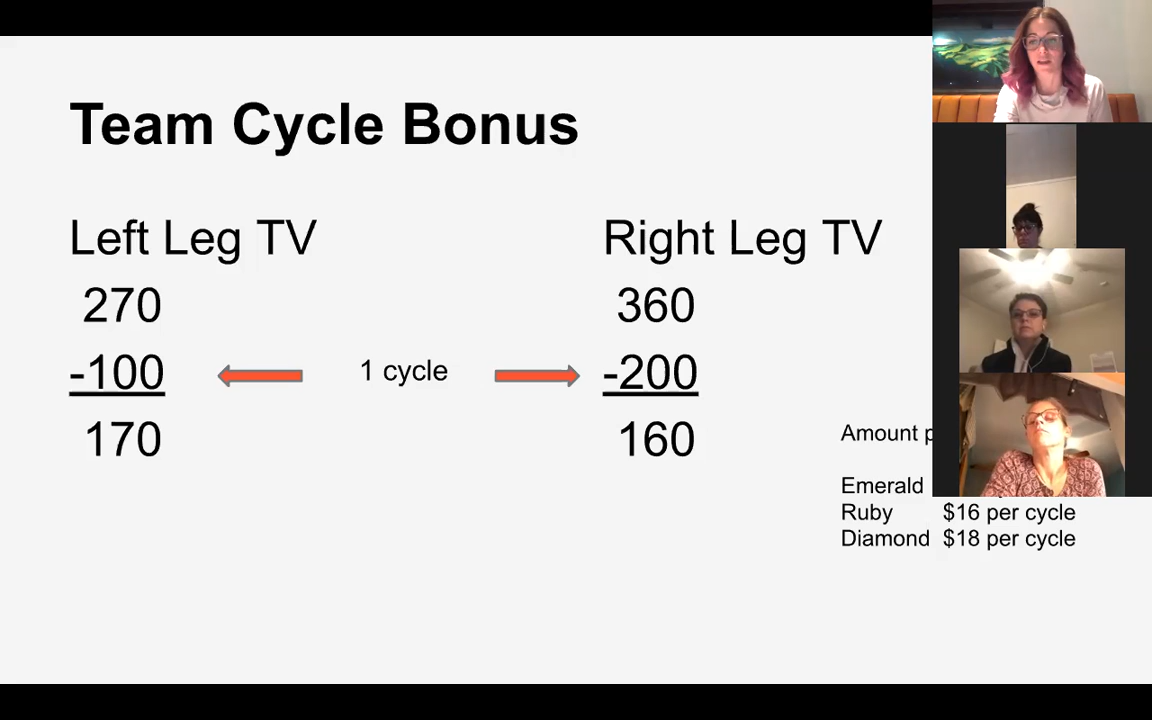 Team Cycle Bonus
Left Leg TV Right Leg TV
270 360
-100 1 cycle -200
170 160
Amount
Emerald
Ruby $16 per cycle
Diamond $18 per cycle